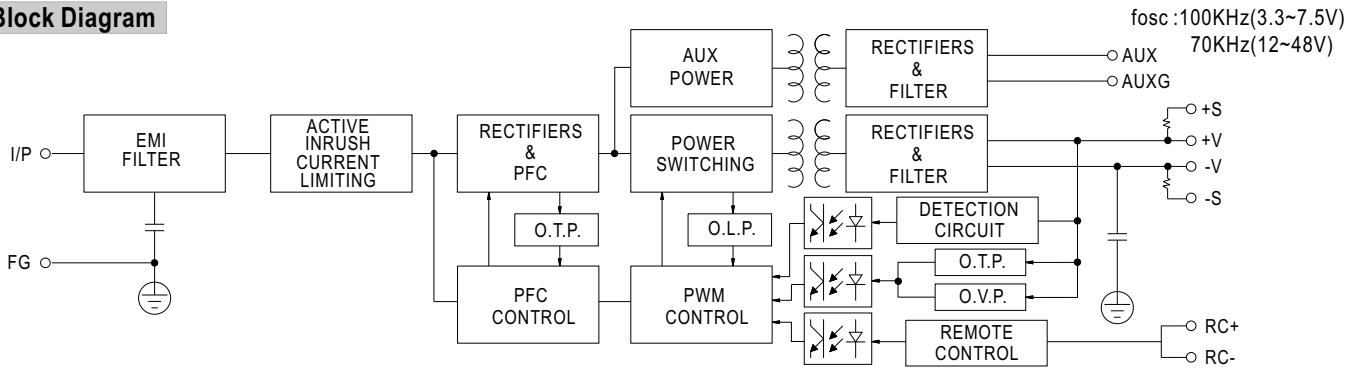 Block Diagram
fosc :100KHz(3.3~7.5V)
70KHz(12~48V)
AUX
POWER
RECTIFIERS
&
FILTER
AUX
AUXG
I/P
EMI
FILTER
ACTIVE
INRUSH
CURRENT
LIMITING
RECTIFIERS
&
PFC
POWER
SWITCHING
RECTIFIERS
&
FILTER
+S
+V
-V
-S
O.T.P.
O.L.P.
DETECTION
CIRCUIT
FG
PFC
CONTROL
PWM
CONTROL
O.T.P.
O.V.P.
REMOTE
CONTROL
RC+
RC-